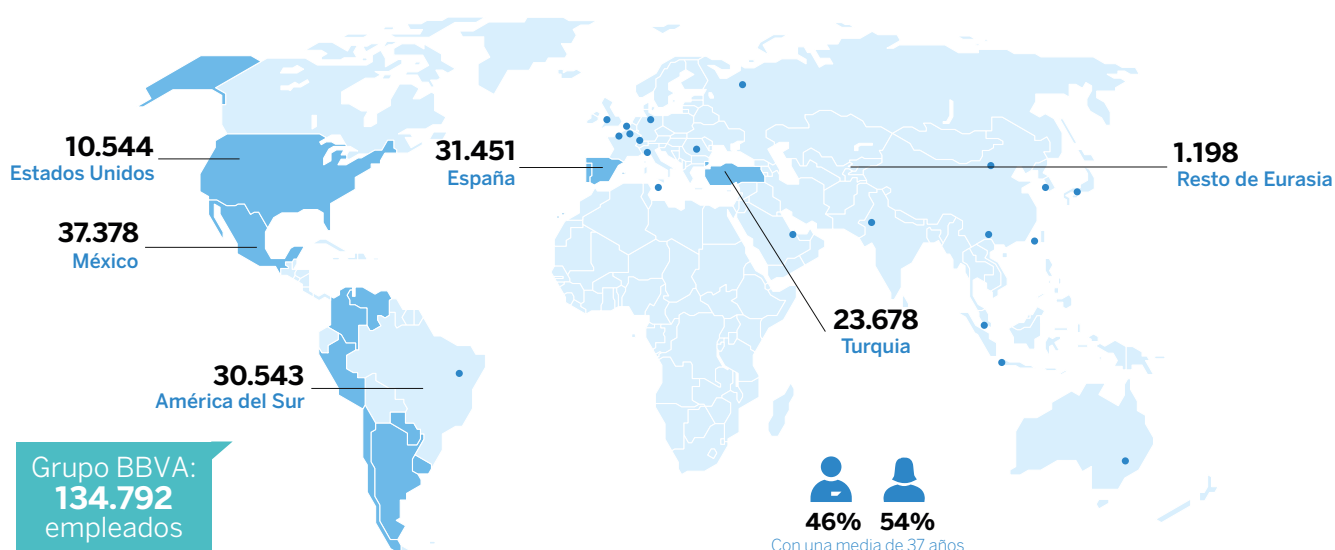 10.544
Estados Unidos
37.378
México
31.451
España
1.198
Resto de Eurasia
23.678
Turquia
30.543
América del Sur
Grupo BBVA:
134.792
empleados
46% 54%
Con una media de 37 años